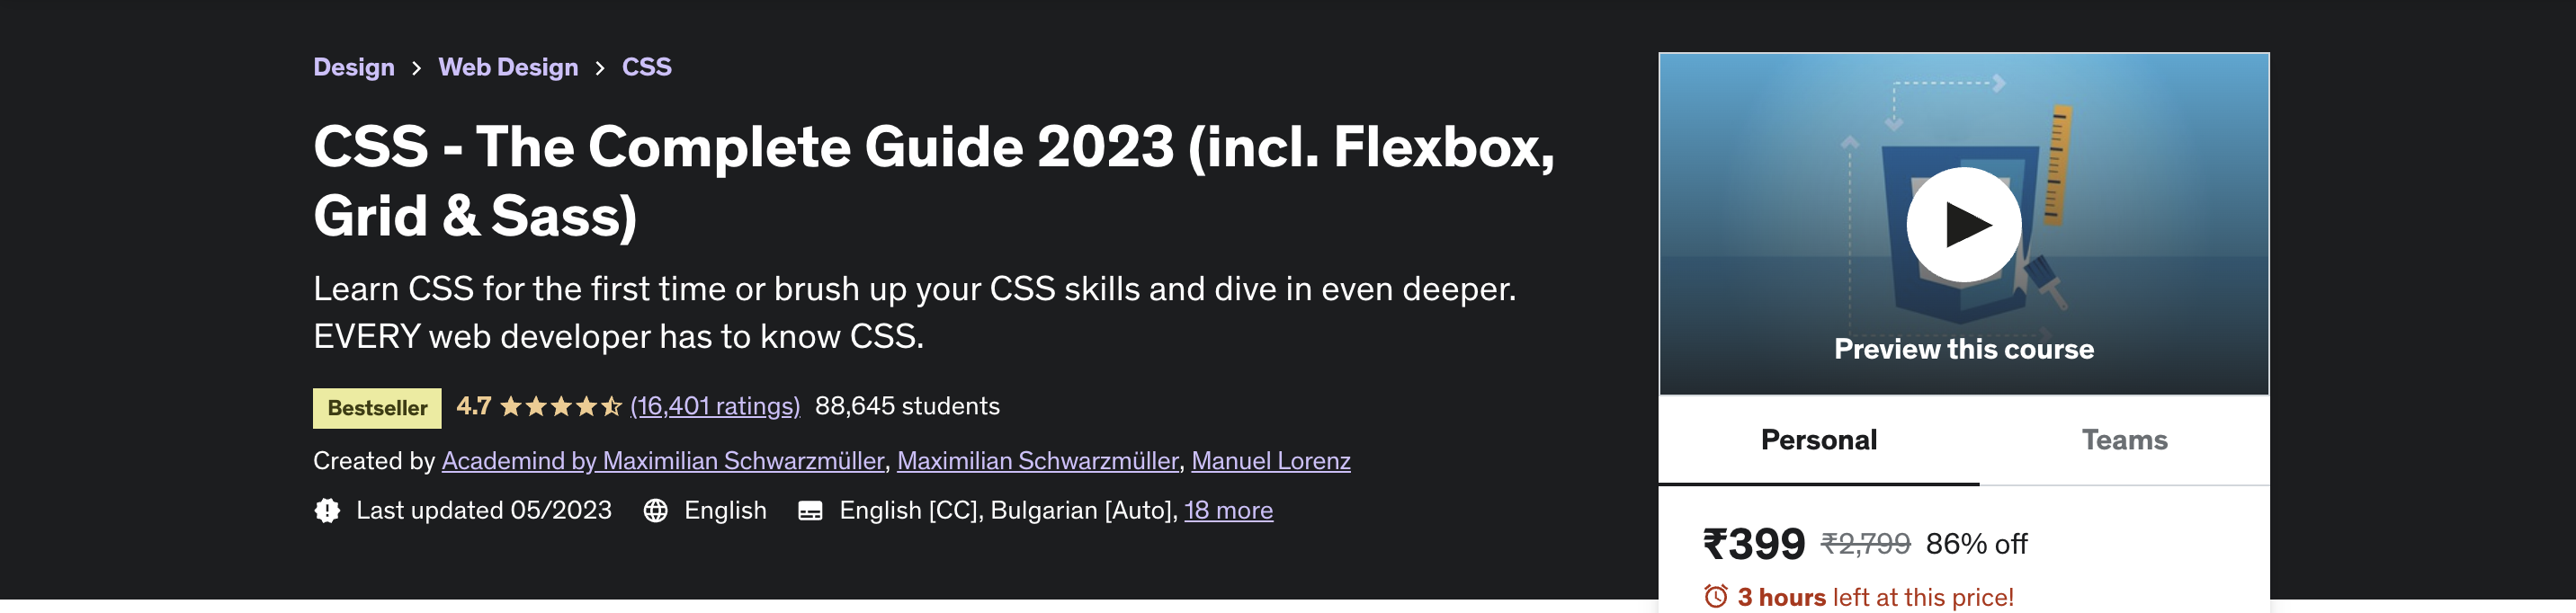 Design > Web Design > CSS
CSS - The Complete Guide 2023 (incl. Flexbox,
Grid & Sass)
Learn CSS for the first time or brush up your CSS skills and dive in even deeper.
EVERY web developer has to know CSS.
Bestseller 4.7 (16,401 ratings) 88,645 students
Created by Academind by Maximilian Schwarzmüller, Maximilian Schwarzmüller, Manuel Lorenz
Last updated 05/2023 English English [CC], Bulgarian [Auto], 18 more
Preview this course
Personal Teams
₹399 ₹2,799 86% off
3 hours left at this price!